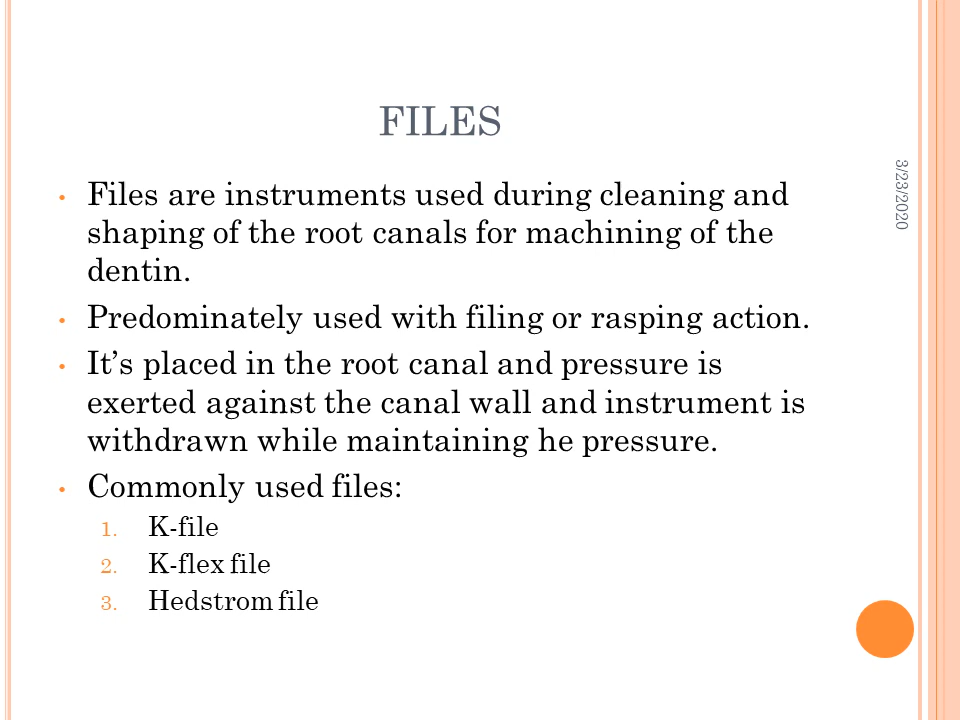 FILES
3/23/2020
• Files are instruments used during cleaning and
shaping of the root canals for machining of the
dentin.
• Predominately used with filing or rasping action.
• It’s placed in the root canal and pressure is
exerted against the canal wall and instrument is
withdrawn while maintaining he pressure.
• Commonly used files:
1. K-file
2. K-flex file
3. Hedstrom file